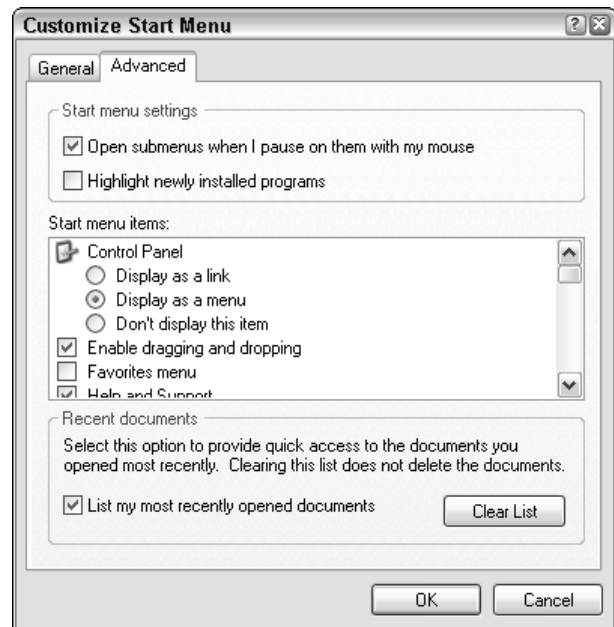 Customize Start Menu
General Advanced
Start menu settings
Open submenus when I pause on them with my mouse
Highlight newly installed programs
Start menu items:
Control Panel
Display as a link
Display as a menu
Don't display this item
Enable dragging and dropping
Favorites menu
Help and Support
Recent documents
Select this option to provide quick access to the documents you
opened most recently.  Clearing this list does not delete the documents.
List my most recently opened documents
Clear List
OK Cancel